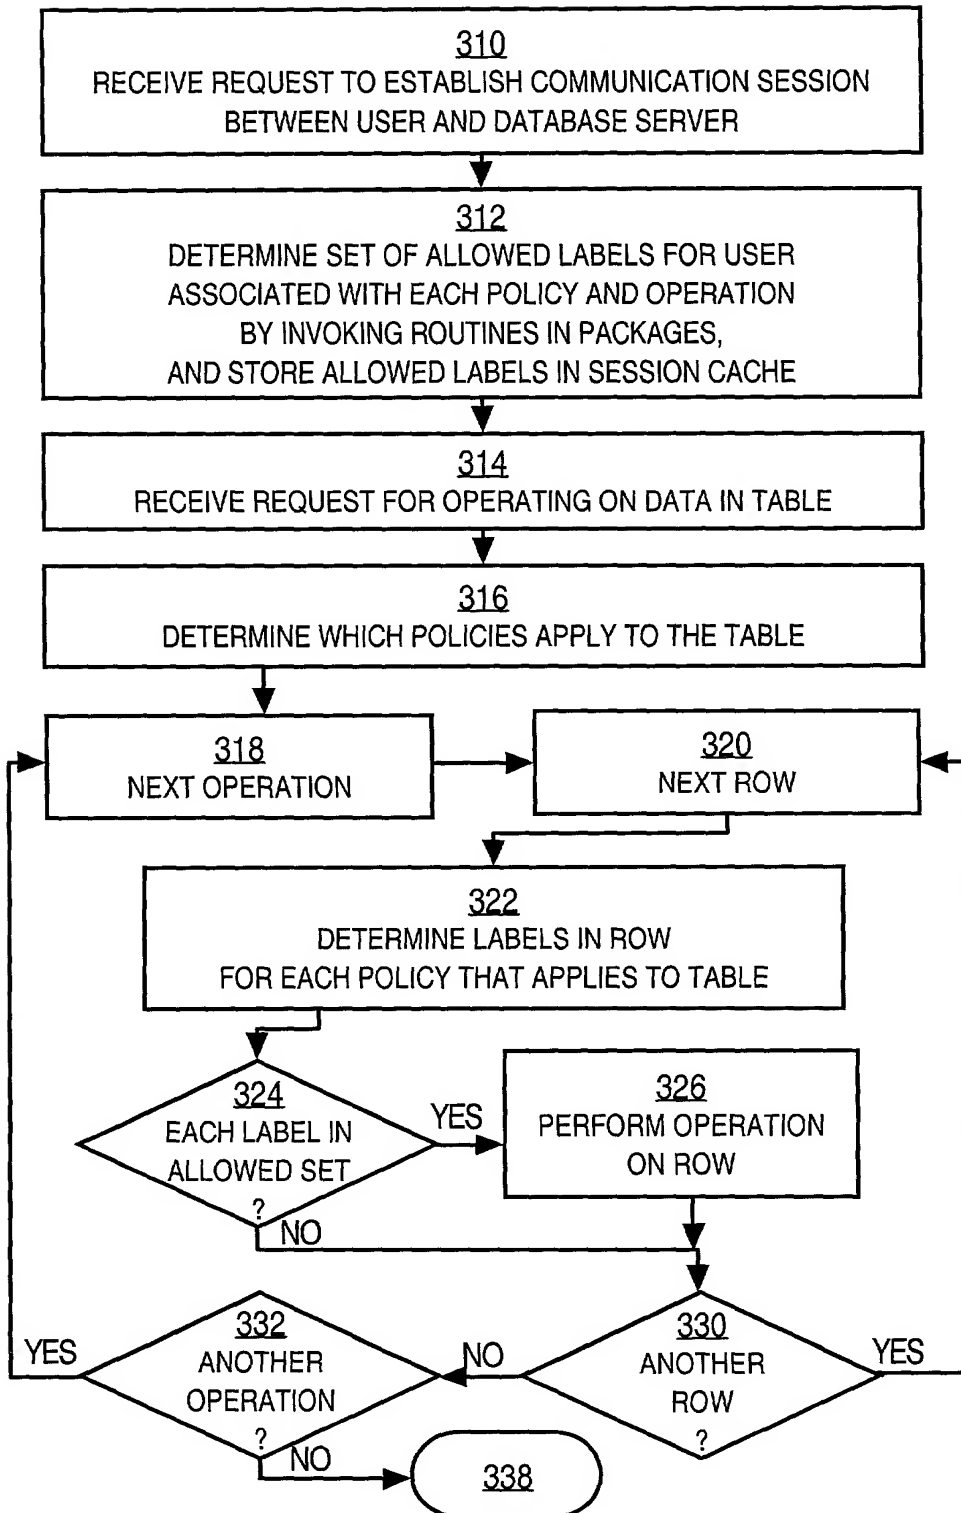 310
RECEIVE REQUEST TO ESTABLISH COMMUNICATION SESSION
BETWEEN USER AND DATABASE SERVER
312
DETERMINE SET OF ALLOWED LABELS FOR USER
ASSOCIATED WITH EACH POLICY AND OPERATION
BY INVOKING ROUTINES IN PACKAGES,
AND STORE ALLOWED LABELS IN SESSION CACHE
314
RECEIVE REQUEST FOR OPERATING ON DATA IN TABLE
316
DETERMINE WHICH POLICIES APPLY TO THE TABLE
318
NEXT OPERATION
320
NEXT ROW
322
DETERMINE LABELS IN ROW
FOR EACH POLICY THAT APPLIES TO TABLE
324
EACH LABEL IN
ALLOWED SET
?
YES
NO
326
PERFORM OPERATION
ON ROW
330
ANOTHER
ROW
?
YES
NO
332
ANOTHER
OPERATION
?
YES
NO
338